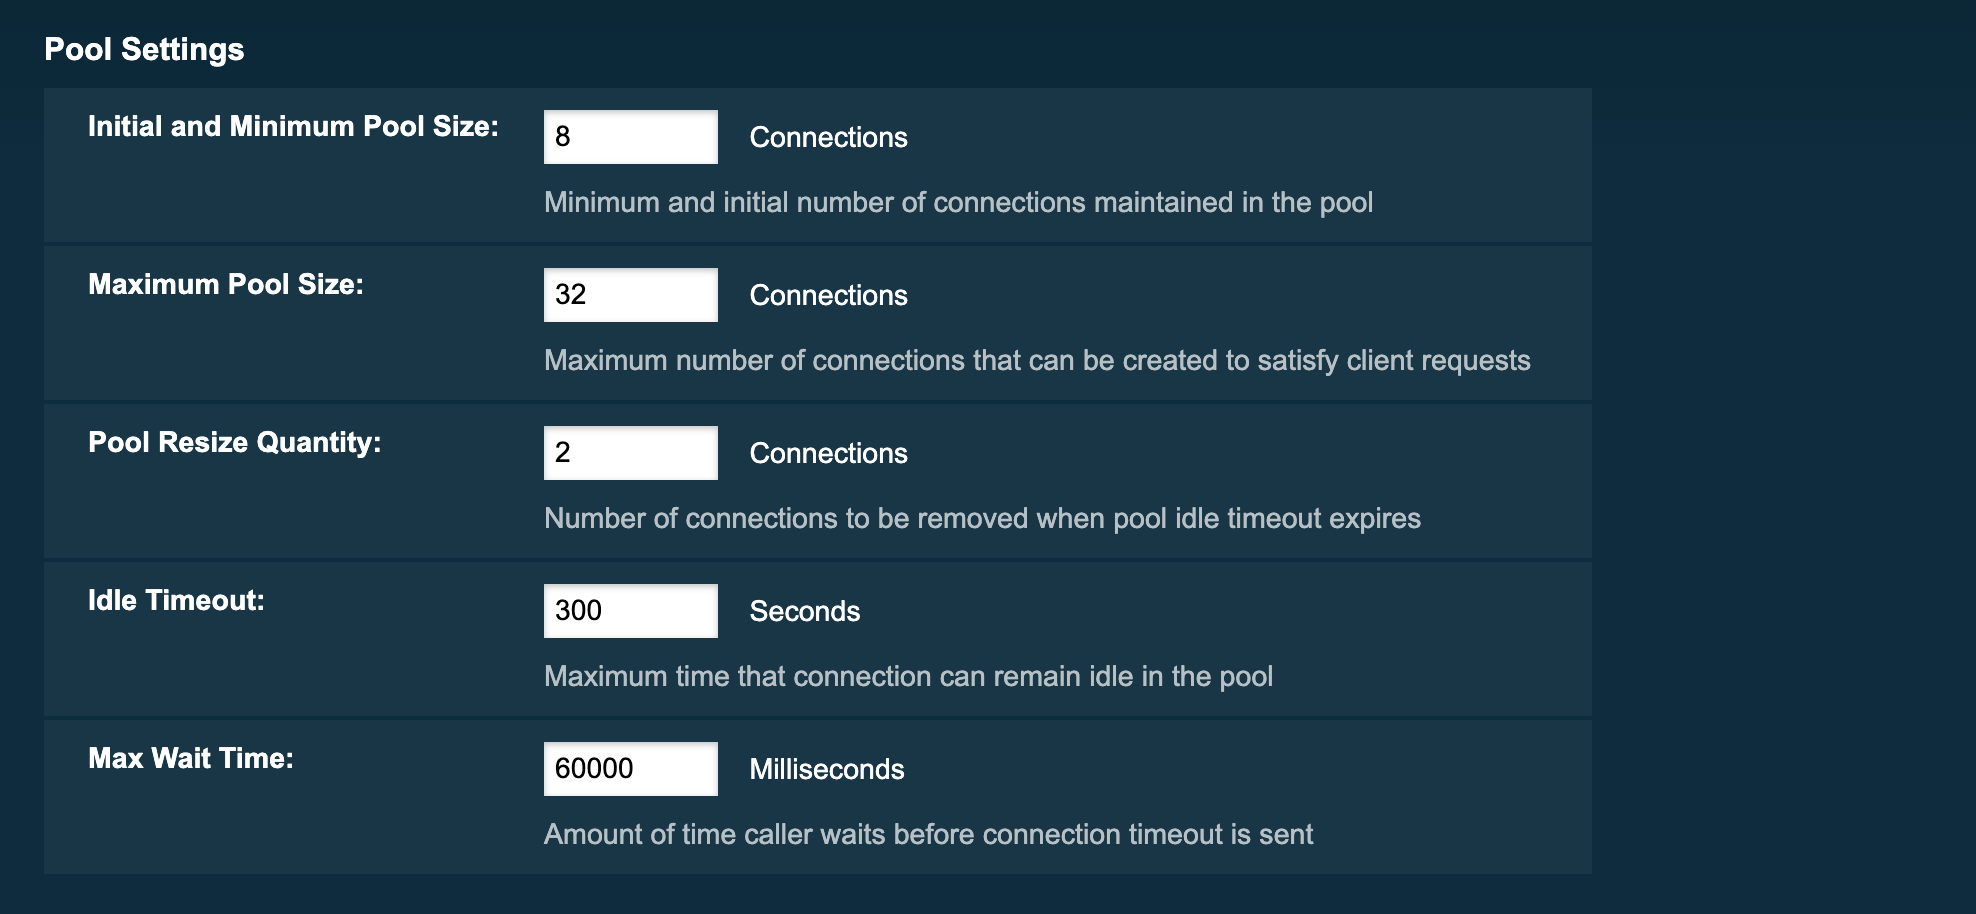 Pool Settings
Initial and Minimum Pool Size: 8 Connections
Minimum and initial number of connections maintained in the pool
Maximum Pool Size: 32 Connections
Maximum number of connections that can be created to satisfy client requests
Pool Resize Quantity: 2 Connections
Number of connections to be removed when pool idle timeout expires
Idle Timeout: 300 Seconds
Maximum time that connection can remain idle in the pool
Max Wait Time: 60000 Milliseconds
Amount of time caller waits before connection timeout is sent